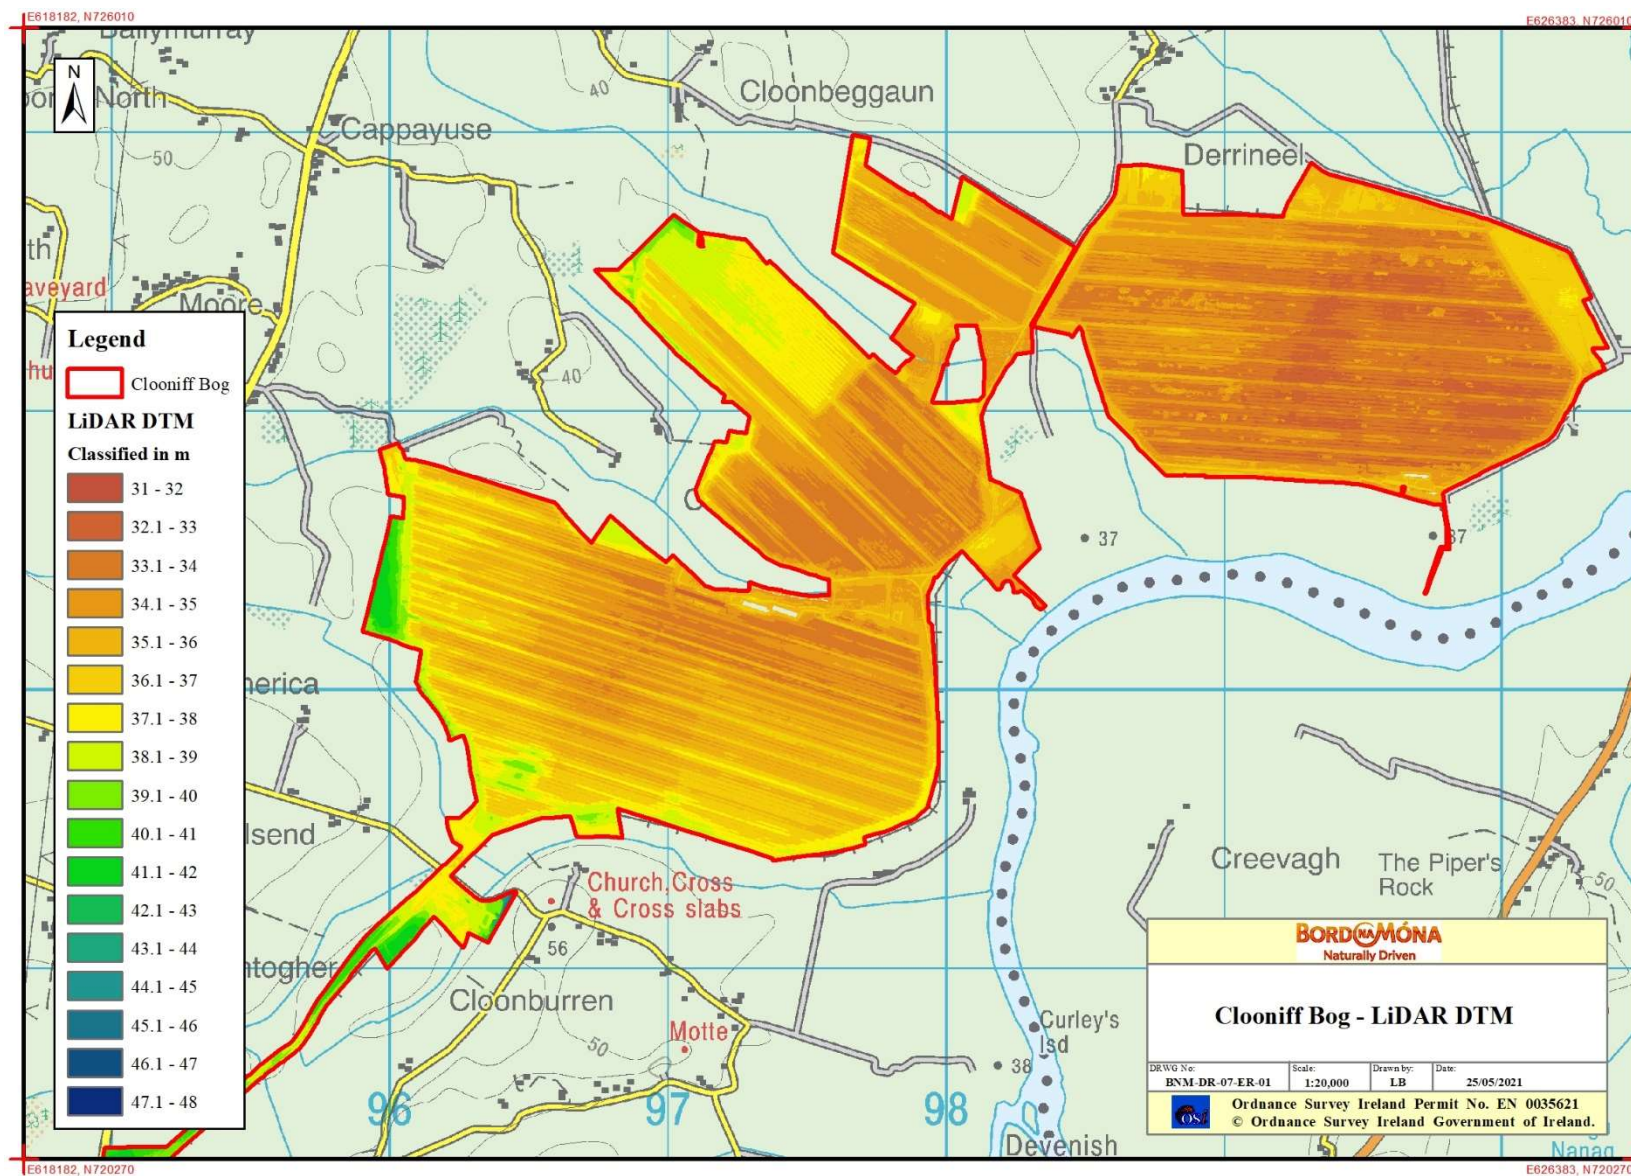 E618182, N726010
E626383, N726010
Ballymurray
N
North
Cappayuse
50
40
Cloonbeggaun
Derrineel
th
aveyard
Moore
hu
40
Legend
Clooniff Bog
LiDAR DTM
Classified in m
31 - 32
32.1 - 33
33.1 - 34
34.1 - 35
35.1 - 36
36.1 - 37
37.1 - 38
38.1 - 39
39.1 - 40
40.1 - 41
41.1 - 42
42.1 - 43
43.1 - 44
44.1 - 45
45.1 - 46
46.1 - 47
47.1 - 48
C
37
37
nerica
lsend
ntogher
Church, Cross
& Cross slabs
56
Cloonburren
Motte
50
Creevagh
The Piper's
Rock
50
Curley's
Isd
38
96
97
98
Devenish
BORD NA MÓNA
Naturally Driven
Clooniff Bog - LiDAR DTM
DRWG No:
BNM-DR-07-ER-01
Scale:
1:20,000
Drawn by:
LB
Date:
25/05/2021
OSi
Ordnance Survey Ireland Permit No. EN 0035621
© Ordnance Survey Ireland Government of Ireland.
Nanag
E618182, N720270
E626383, N720270